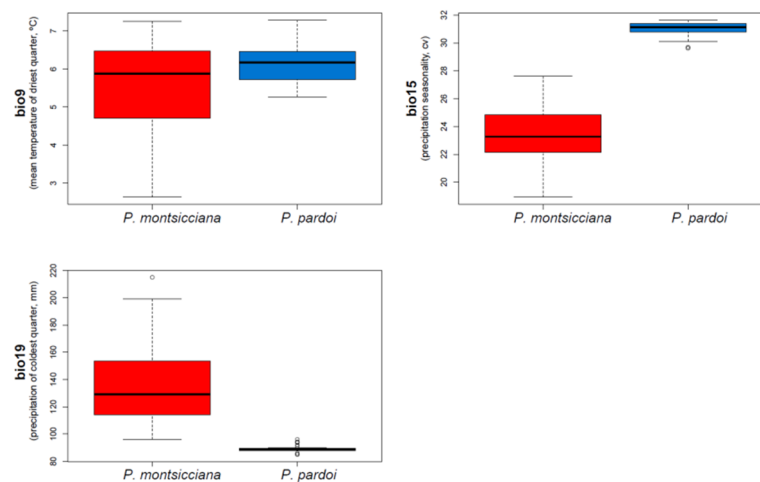 bio9
(mean temperature of driest quarter, ºC)
7
6
5
4
3
P. montsicciana P. pardoi
bio15
(precipitation seasonality, cv)
32
30
28
26
24
22
20
P. montsicciana P. pardoi
bio19
(precipitation of coldest quarter, mm)
220
200
180
160
140
120
100
80
P. montsicciana P. pardoi